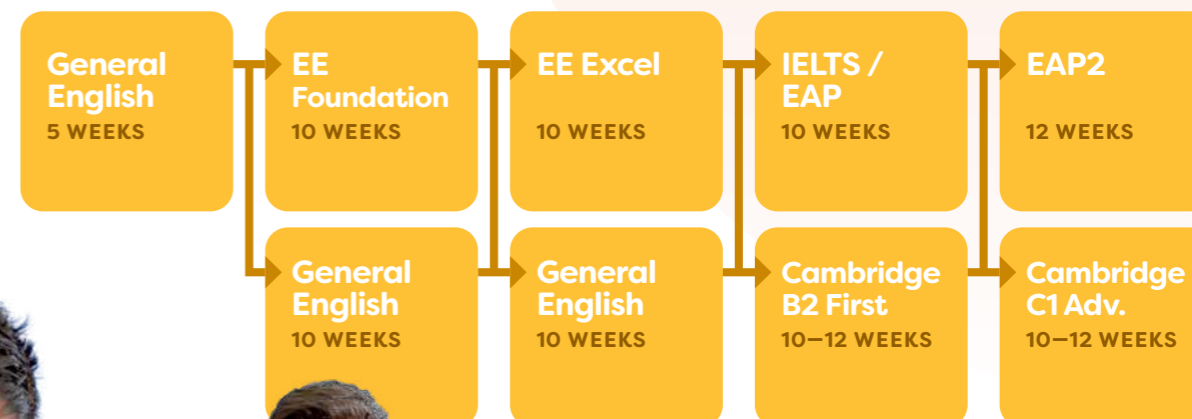 General
English
5 WEEKS
EE
Foundation
10 WEEKS
EE Excel
10 WEEKS
IELTS /
EAP
10 WEEKS
EAP2
12 WEEKS
General
English
10 WEEKS
General
English
10 WEEKS
Cambridge
B2 First
10–12 WEEKS
Cambridge
C1 Adv.
10–12 WEEKS